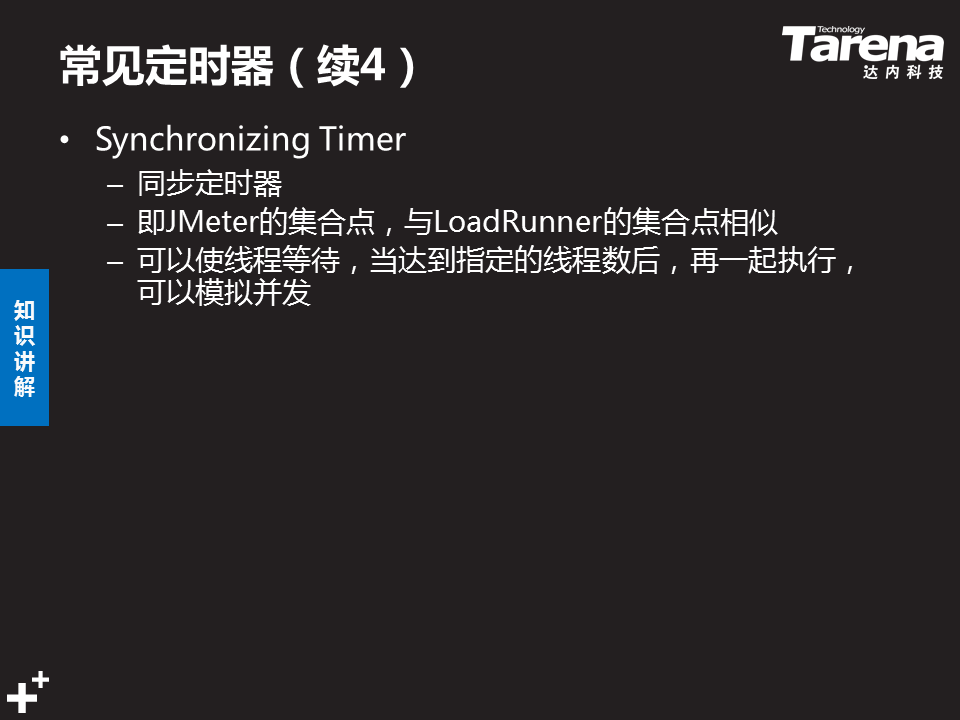 常见定时器（续4）
Technology
Tarena
达内科技
• Synchronizing Timer
– 同步定时器
– 即JMeter的集合点，与LoadRunner的集合点相似
– 可以使线程等待，当达到指定的线程数后，再一起执行，
可以模拟并发
知
识
讲
解